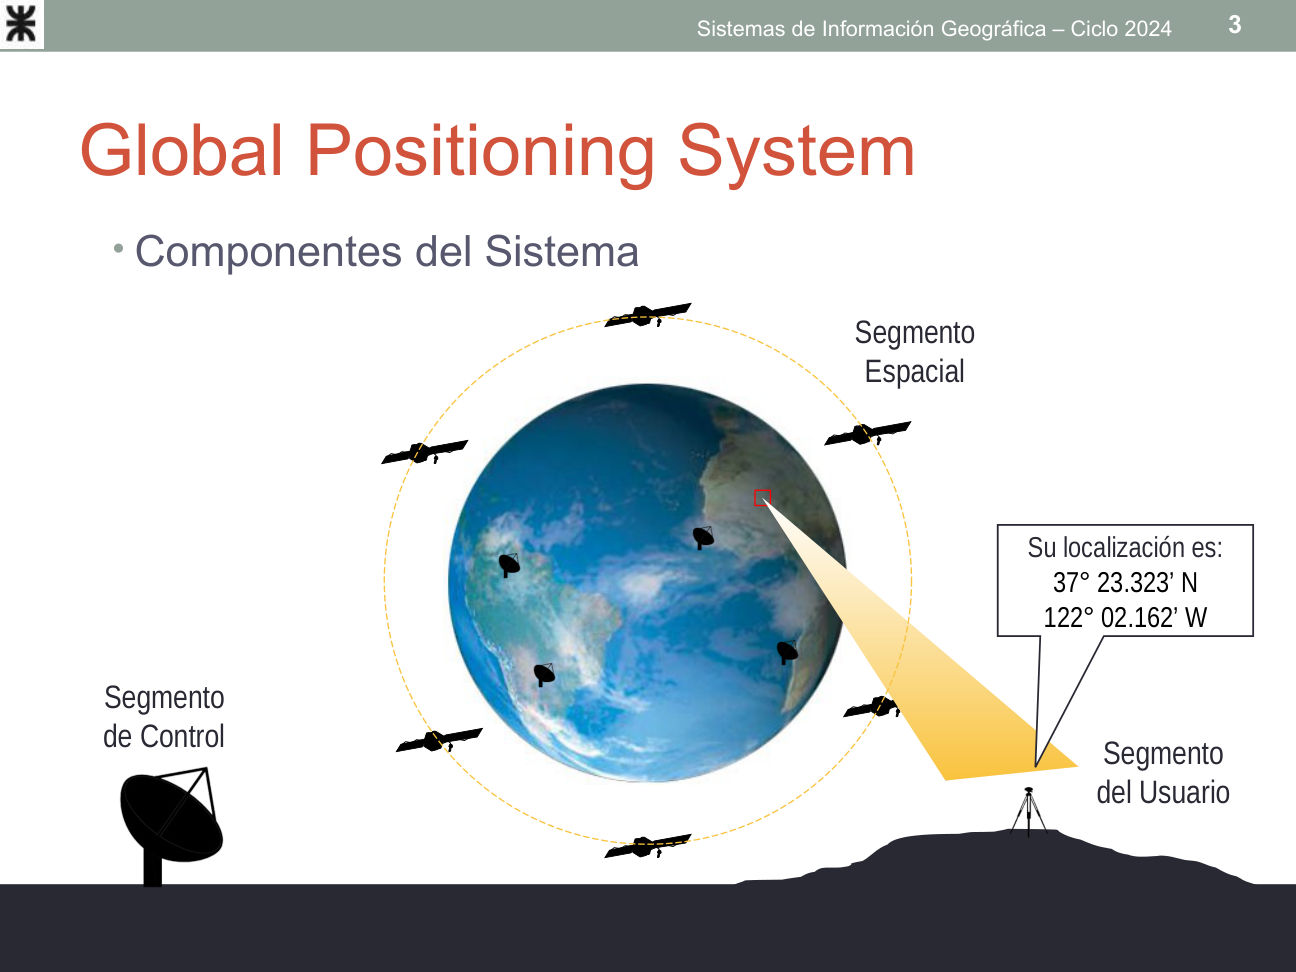 Sistemas de Información Geográfica – Ciclo 2024
3
Global Positioning System
• Componentes del Sistema
Segmento
Espacial
Su localización es:
37° 23.323’ N
122° 02.162’ W
Segmento
de Control
Segmento
del Usuario